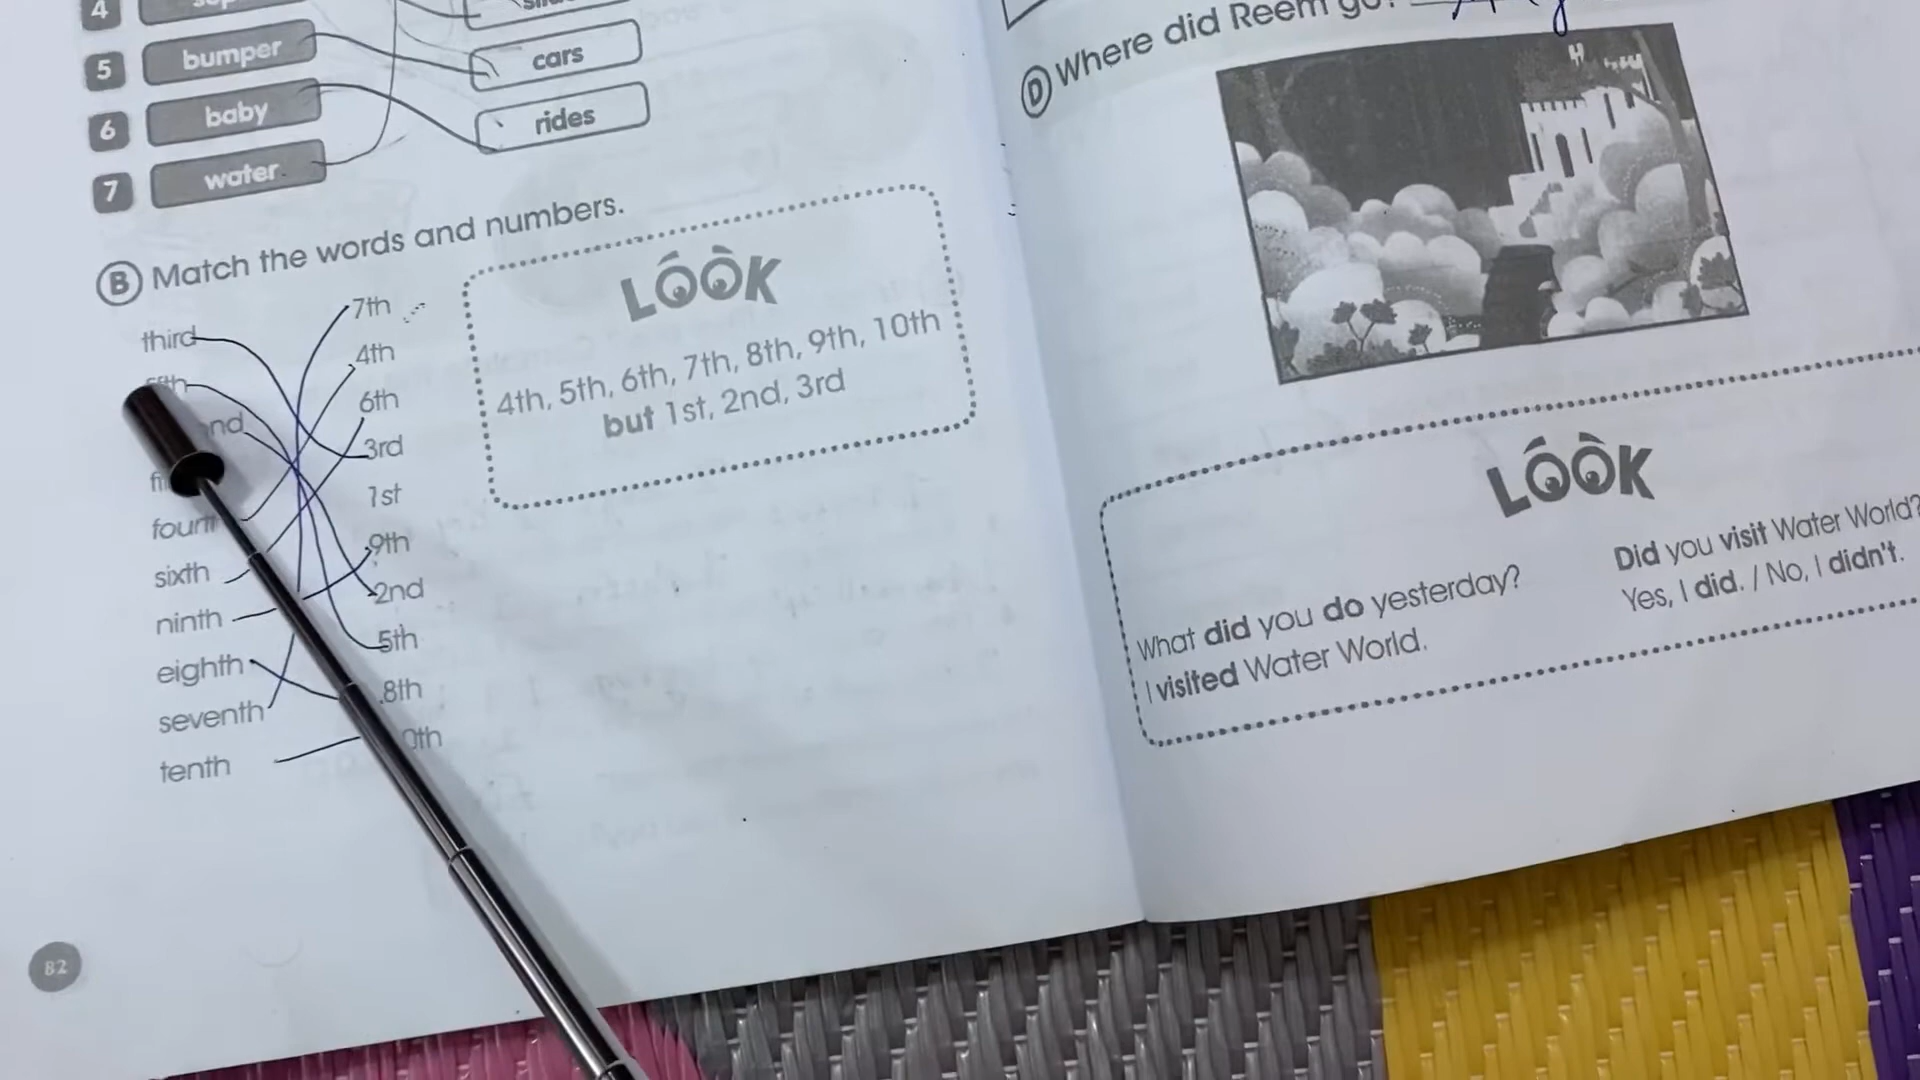 4
5 bumper cars
6 baby rides
7 water
B Match the words and numbers.
third 7th
4th
6th
3rd
fourth 1st
sixth 9th
ninth 2nd
eighth 5th
seventh 8th
tenth
LOOK
4th, 5th, 6th, 7th, 8th, 9th, 10th
but 1st, 2nd, 3rd
82
D Where did Reem go?
LOOK
What did you do yesterday?
I visited Water World.
Did you visit Water World?
Yes, I did. / No, I didn't.